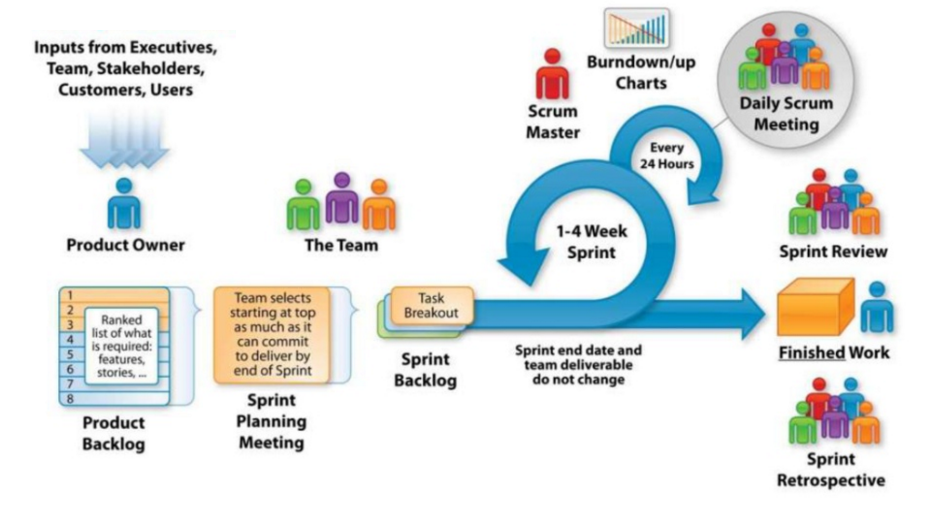 Inputs from Executives,
Team, Stakeholders,
Customers, Users
Product Owner
The Team
1
2
3
4
5
6
7
8
Ranked
list of what
is required:
features,
stories, ...
Product
Backlog
Team selects
starting at top
as much as it
can commit
to deliver by
end of Sprint
Sprint
Planning
Meeting
Task
Breakout
Sprint
Backlog
Scrum
Master
Burndown/up
Charts
Daily Scrum
Meeting
Every
24 Hours
1-4 Week
Sprint
Sprint end date and
team deliverable
do not change
Sprint Review
Finished Work
Sprint
Retrospective